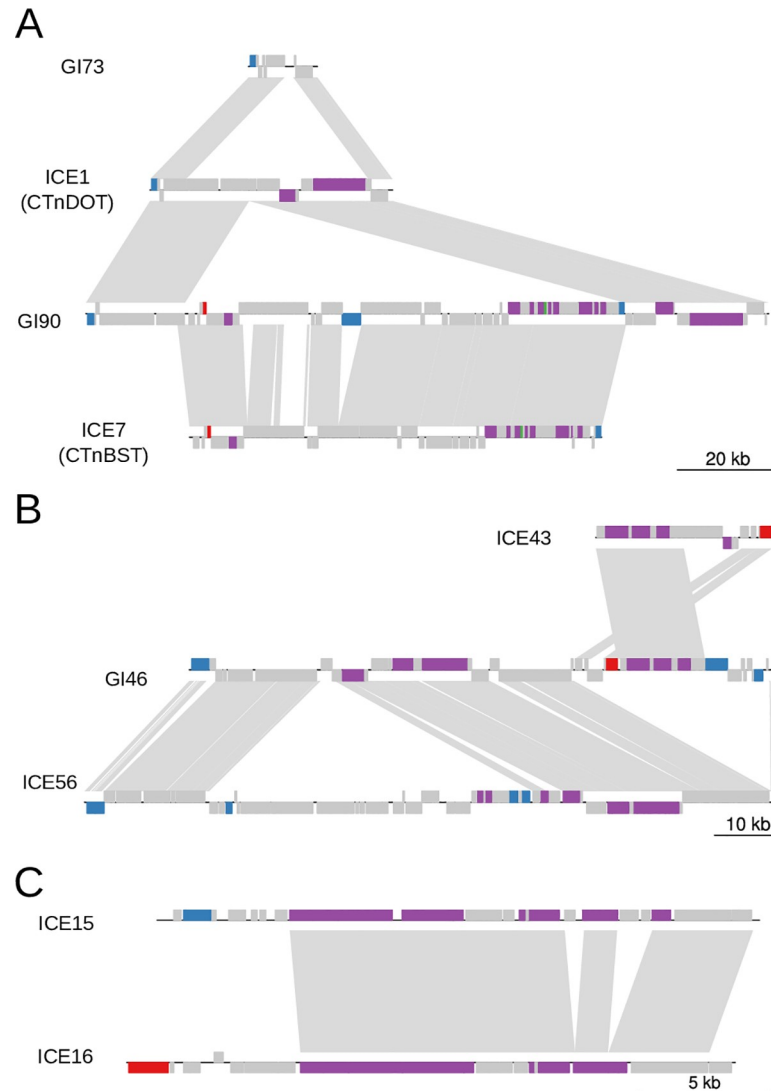 A
GI73
ICE1
(CTnDOT)
GI90
ICE7
(CTnBST)
20 kb
B
ICE43
GI46
ICE56
10 kb
C
ICE15
ICE16
5 kb